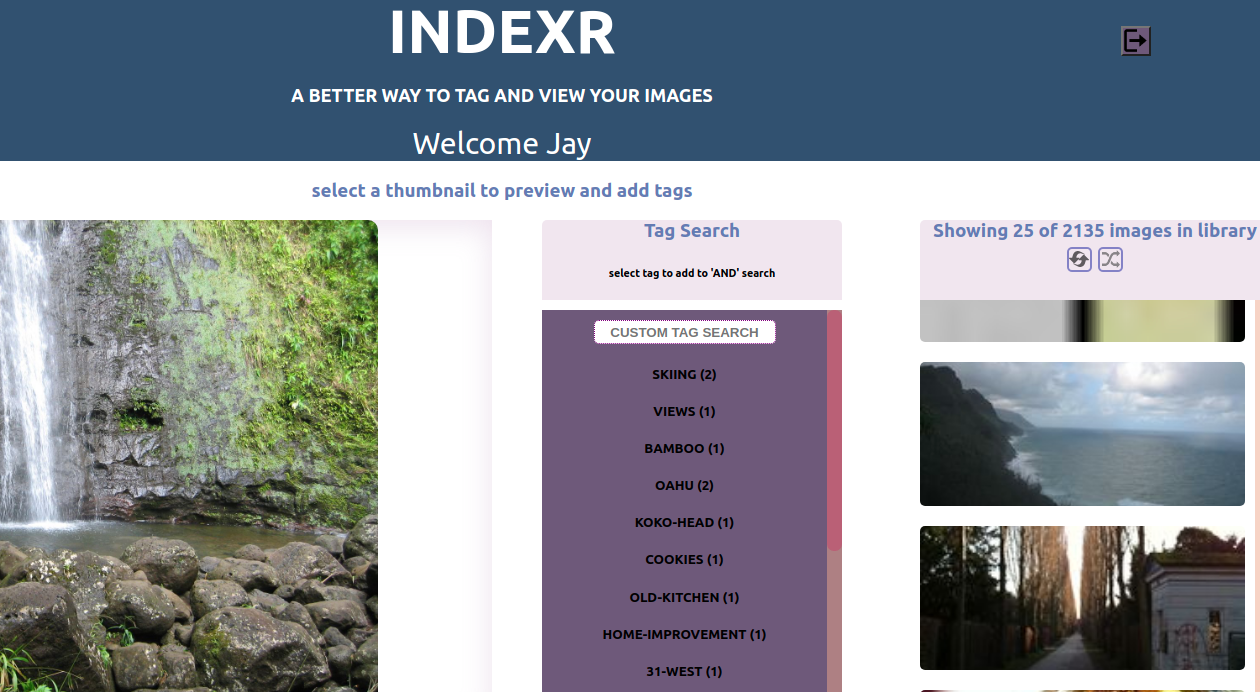 INDEXR
A BETTER WAY TO TAG AND VIEW YOUR IMAGES
Welcome Jay
select a thumbnail to preview and add tags
Tag Search
select tag to add to 'AND' search
CUSTOM TAG SEARCH
SKIING (2)
VIEWS (1)
BAMBOO (1)
OAHU (2)
KOKO-HEAD (1)
COOKIES (1)
OLD-KITCHEN (1)
HOME-IMPROVEMENT (1)
31-WEST (1)
Showing 25 of 2135 images in library